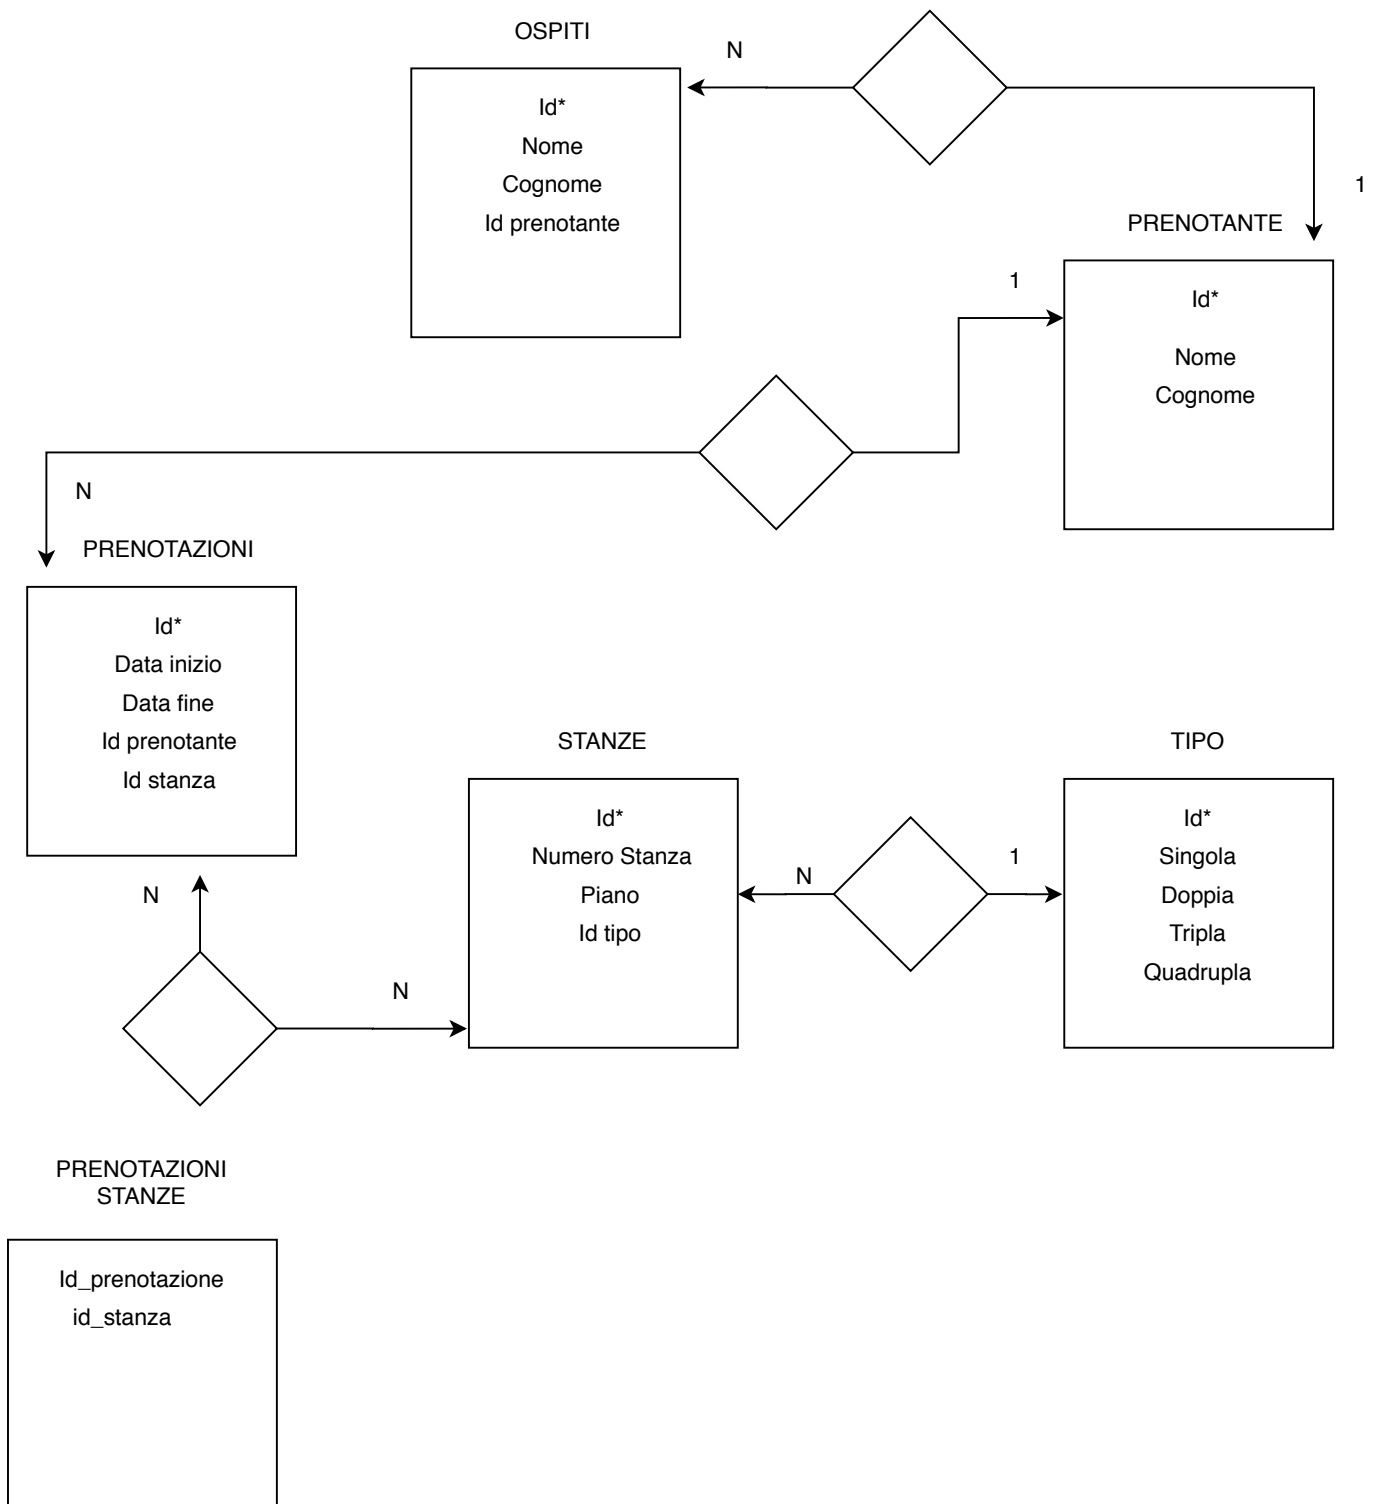 OSPITI
N
Id*
Nome
Cognome
Id prenotante
1
PRENOTANTE
1
Id*
Nome
Cognome
N
PRENOTAZIONI
Id*
Data inizio
Data fine
Id prenotante
Id stanza
STANZE
Id*
Numero Stanza
Piano
Id tipo
N
1
TIPO
Id*
Singola
Doppia
Tripla
Quadrupla
N
N
PRENOTAZIONI
STANZE
Id_prenotazione
id_stanza